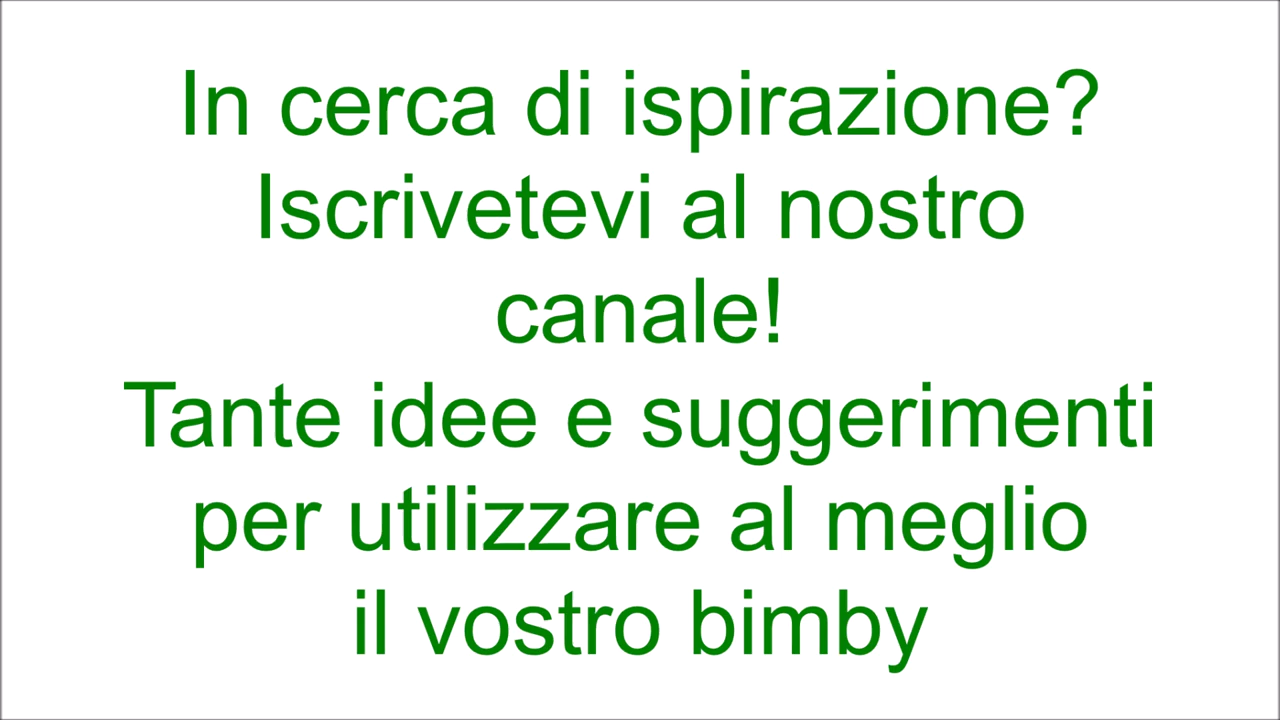 In cerca di ispirazione?
Iscrivetevi al nostro
canale!
Tante idee e suggerimenti
per utilizzare al meglio
il vostro bimby